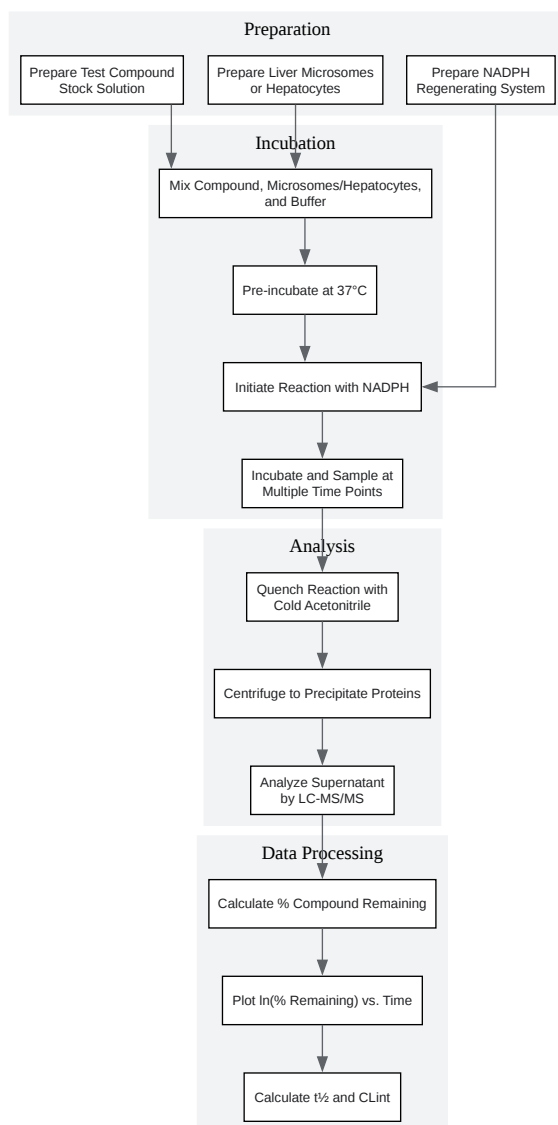 Preparation
Prepare Test Compound
Stock Solution
Prepare Liver Microsomes
or Hepatocytes
Prepare NADPH
Regenerating System
Incubation
Mix Compound, Microsomes/Hepatocytes,
and Buffer
Pre-incubate at 37°C
Initiate Reaction with NADPH
Incubate and Sample at
Multiple Time Points
Analysis
Quench Reaction with
Cold Acetonitrile
Centrifuge to Precipitate Proteins
Analyze Supernatant
by LC-MS/MS
Data Processing
Calculate % Compound Remaining
Plot ln(% Remaining) vs. Time
Calculate t½ and CLint